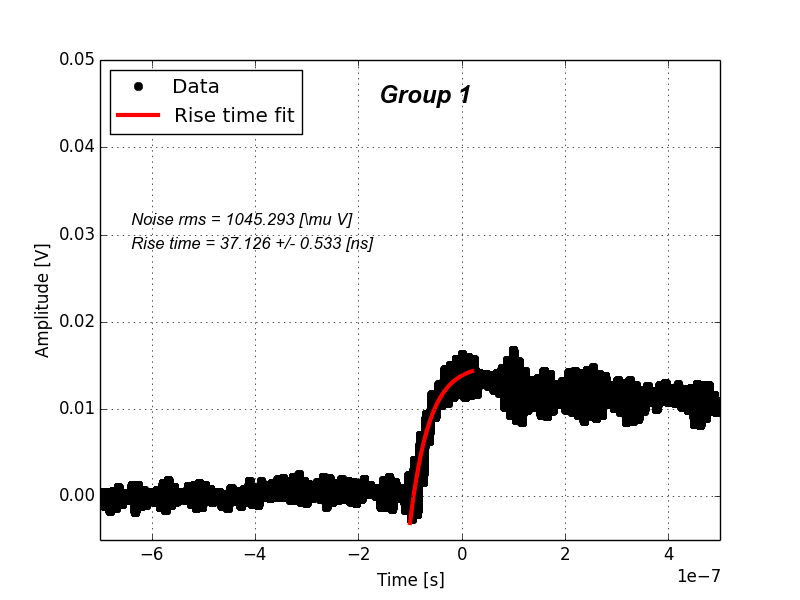 Group 1
Data
Rise time fit
Noise rms = 1045.293 [\mu V]
Rise time = 37.126 +/- 0.533 [ns]
Amplitude [V]
0.05
0.04
0.03
0.02
0.01
0.00
−6 −4 −2 0 2 4
1e−7
Time [s]